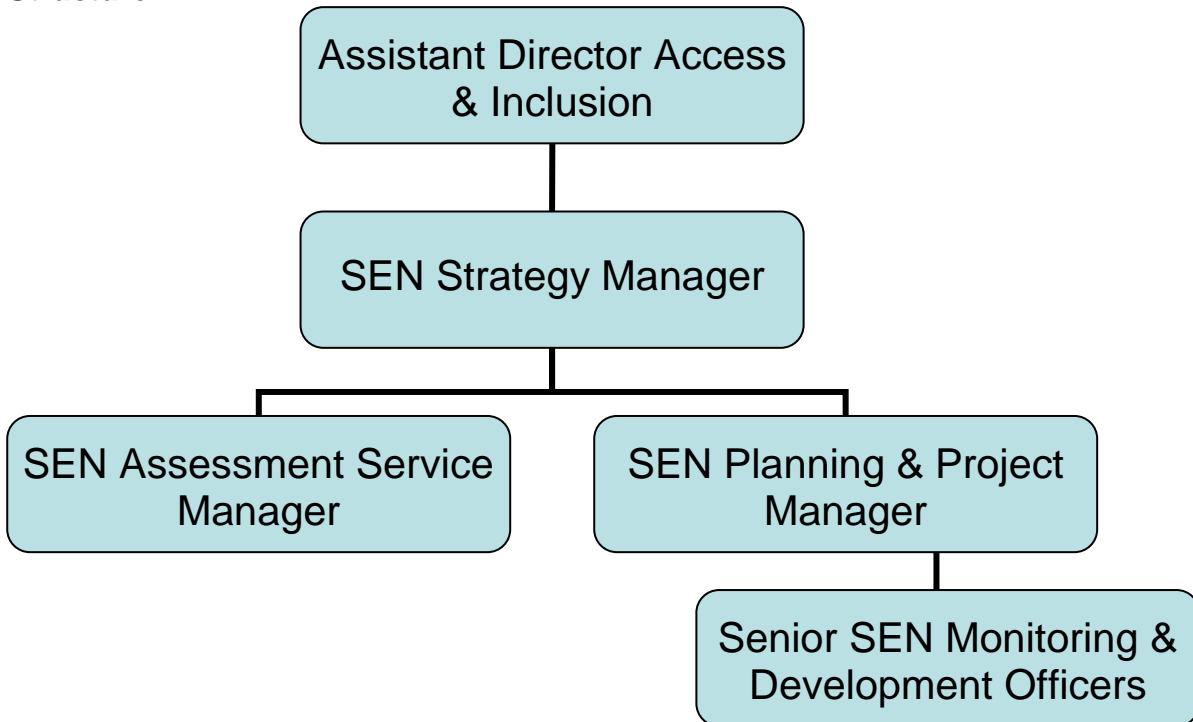 Assistant Director Access
& Inclusion
SEN Strategy Manager
SEN Assessment Service
Manager
SEN Planning & Project
Manager
Senior SEN Monitoring &
Development Officers